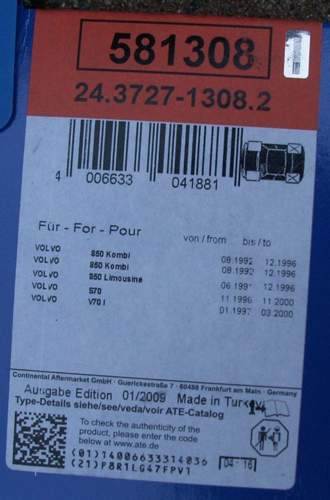 581308
24.3727-1308.2
4 006633 041881
Für - For - Pour von / from ... bis / to
VOLVO 850 Kombi 08.1992 12.1996
VOLVO 850 Kombi 08.1992 12.1996
VOLVO 850 Limousine 06.1991 12.1996
VOLVO S70 11.1996 11.2000
VOLVO V70 I 01.1997 03.2000
Continental Aftermarket GmbH · Guerickestraße 7 · 60488 Frankfurt am Main · Germany
Ausgabe Edition 01/2009 Made in Turkey
Type-Details siehe/see/veda/voir ATE-Catalog
To check the authenticity
of the product,
please enter the code
below at www.ate.de
(01)14006633314036
(21)P8R1LG47FPV1
04-16